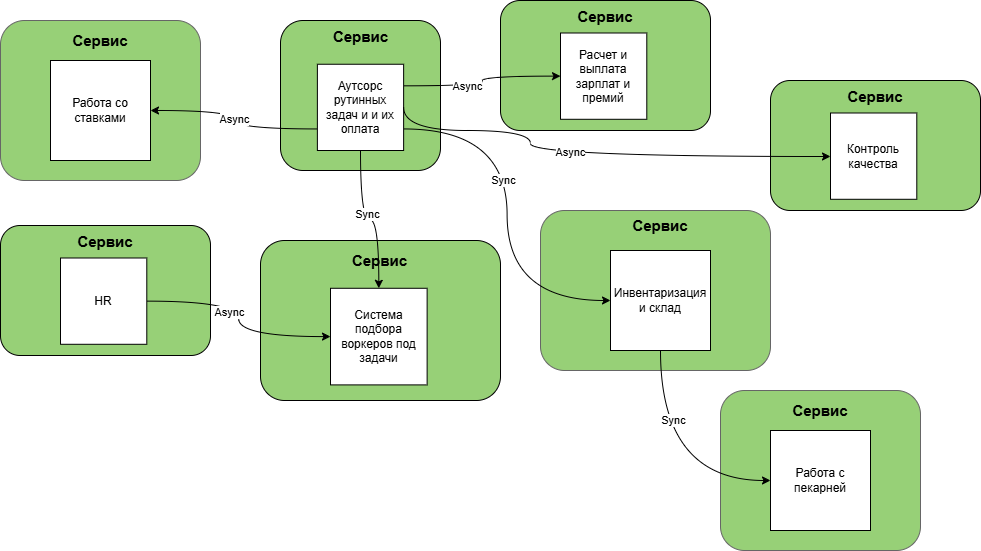 Сервис
Работа со
ставками
Async
Сервис
Аутсорс
рутинных
задач и и их
оплата
Async
Сервис
Расчет и
выплата
зарплат и
премий
Async
Сервис
Контроль
качества
Sync
Sync
Сервис
HR
Async
Сервис
Система
подбора
воркеров под
задачи
Сервис
Инвентаризация
и склад
Sync
Сервис
Работа с
пекарней